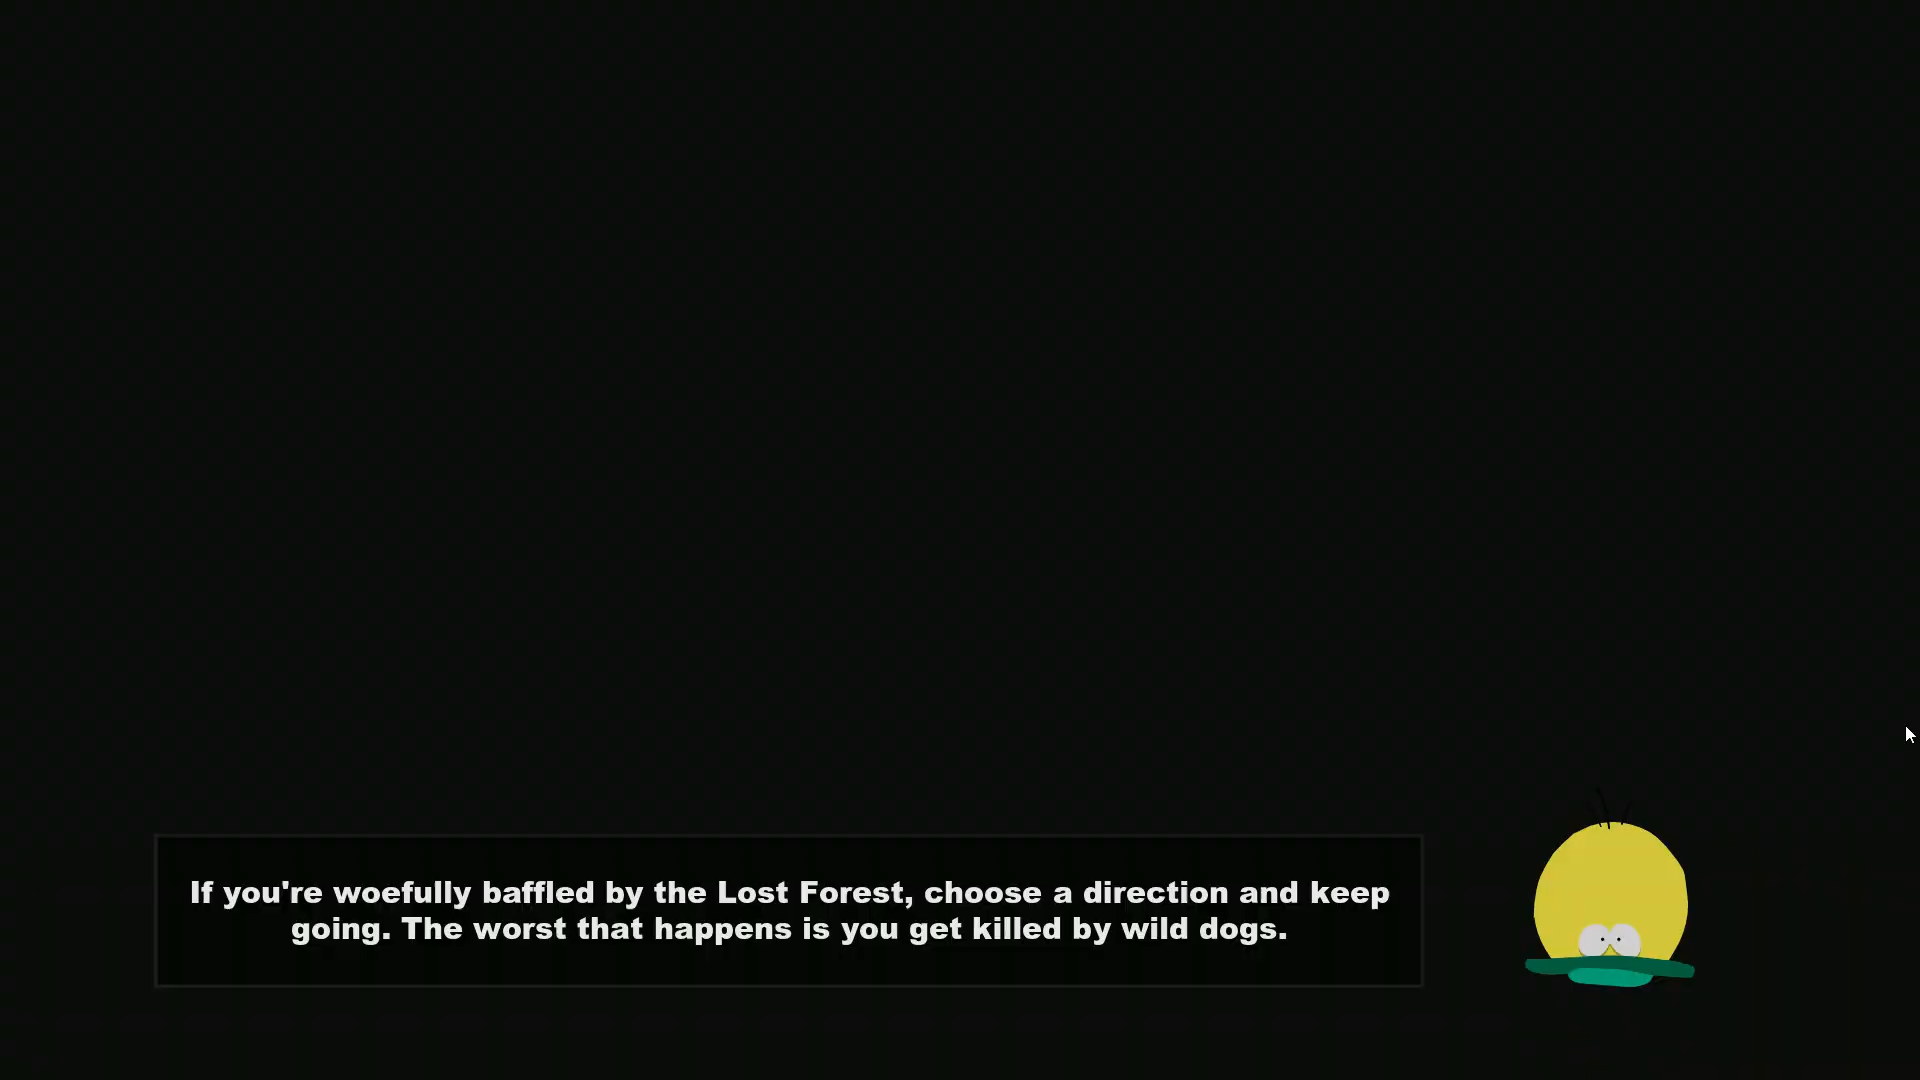 If you're woefully baffled by the Lost Forest, choose a direction and keep
going. The worst that happens is you get killed by wild dogs.